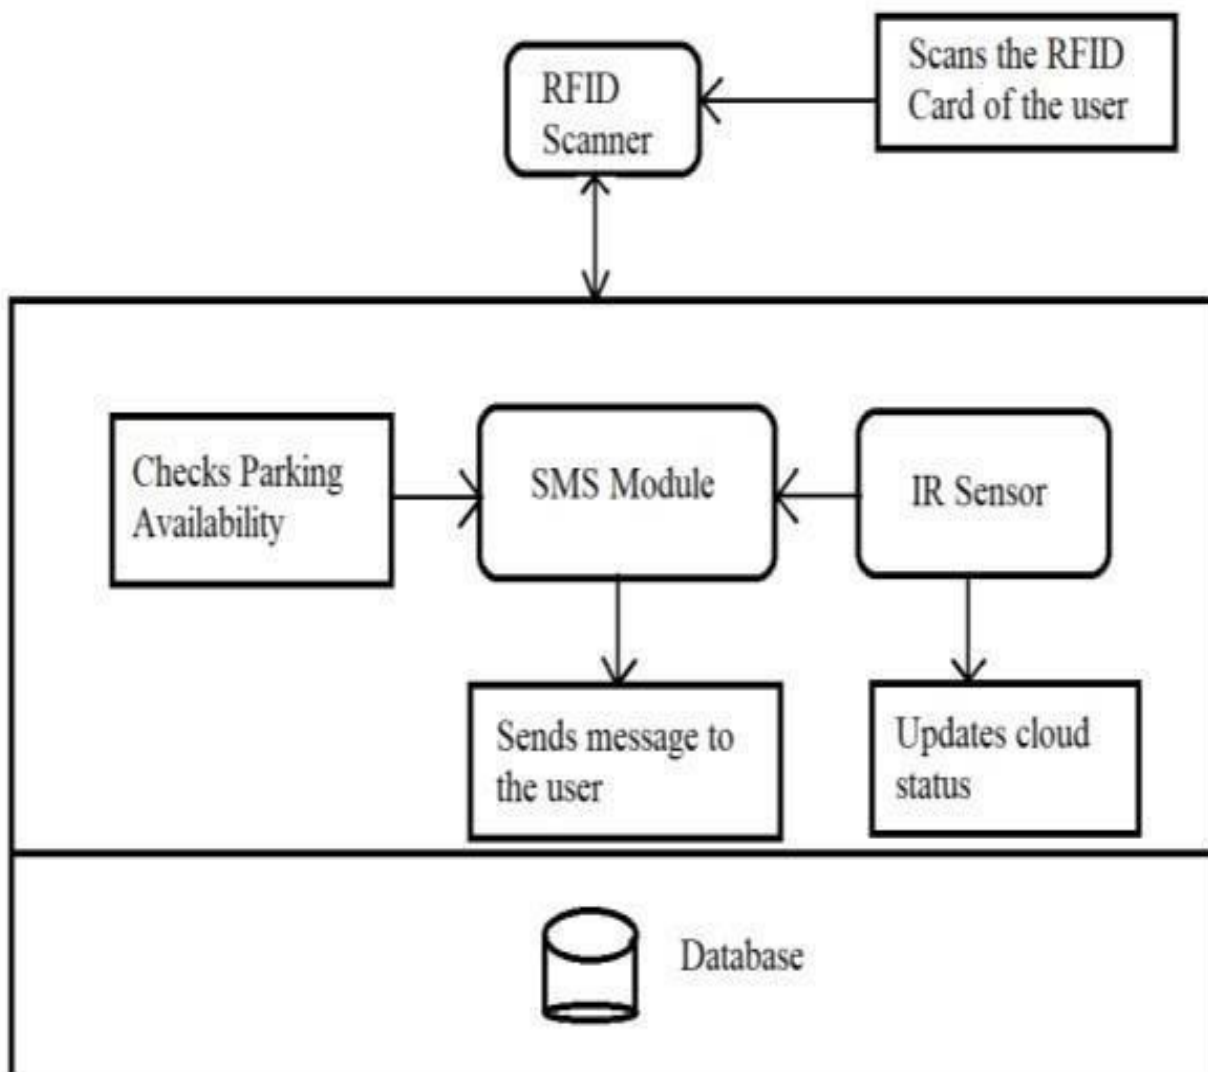 RFID
Scanner
Scans the RFID
Card of the user
Checks Parking
Availability
SMS Module
IR Sensor
Sends message to
the user
Updates cloud
status
Database